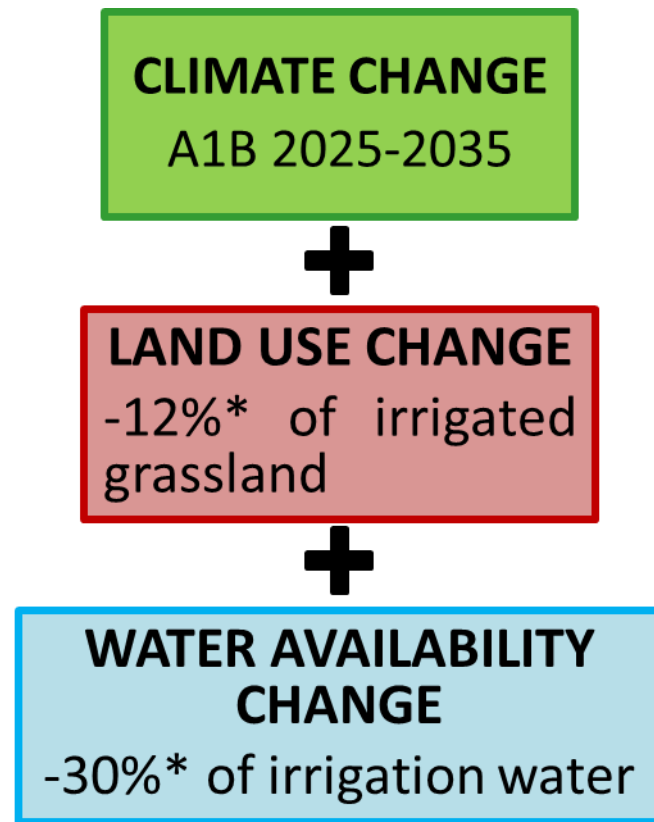 CLIMATE CHANGE
A1B 2025-2035
+
LAND USE CHANGE
-12%* of irrigated
grassland
+
WATER AVAILABILITY
CHANGE
-30%* of irrigation water